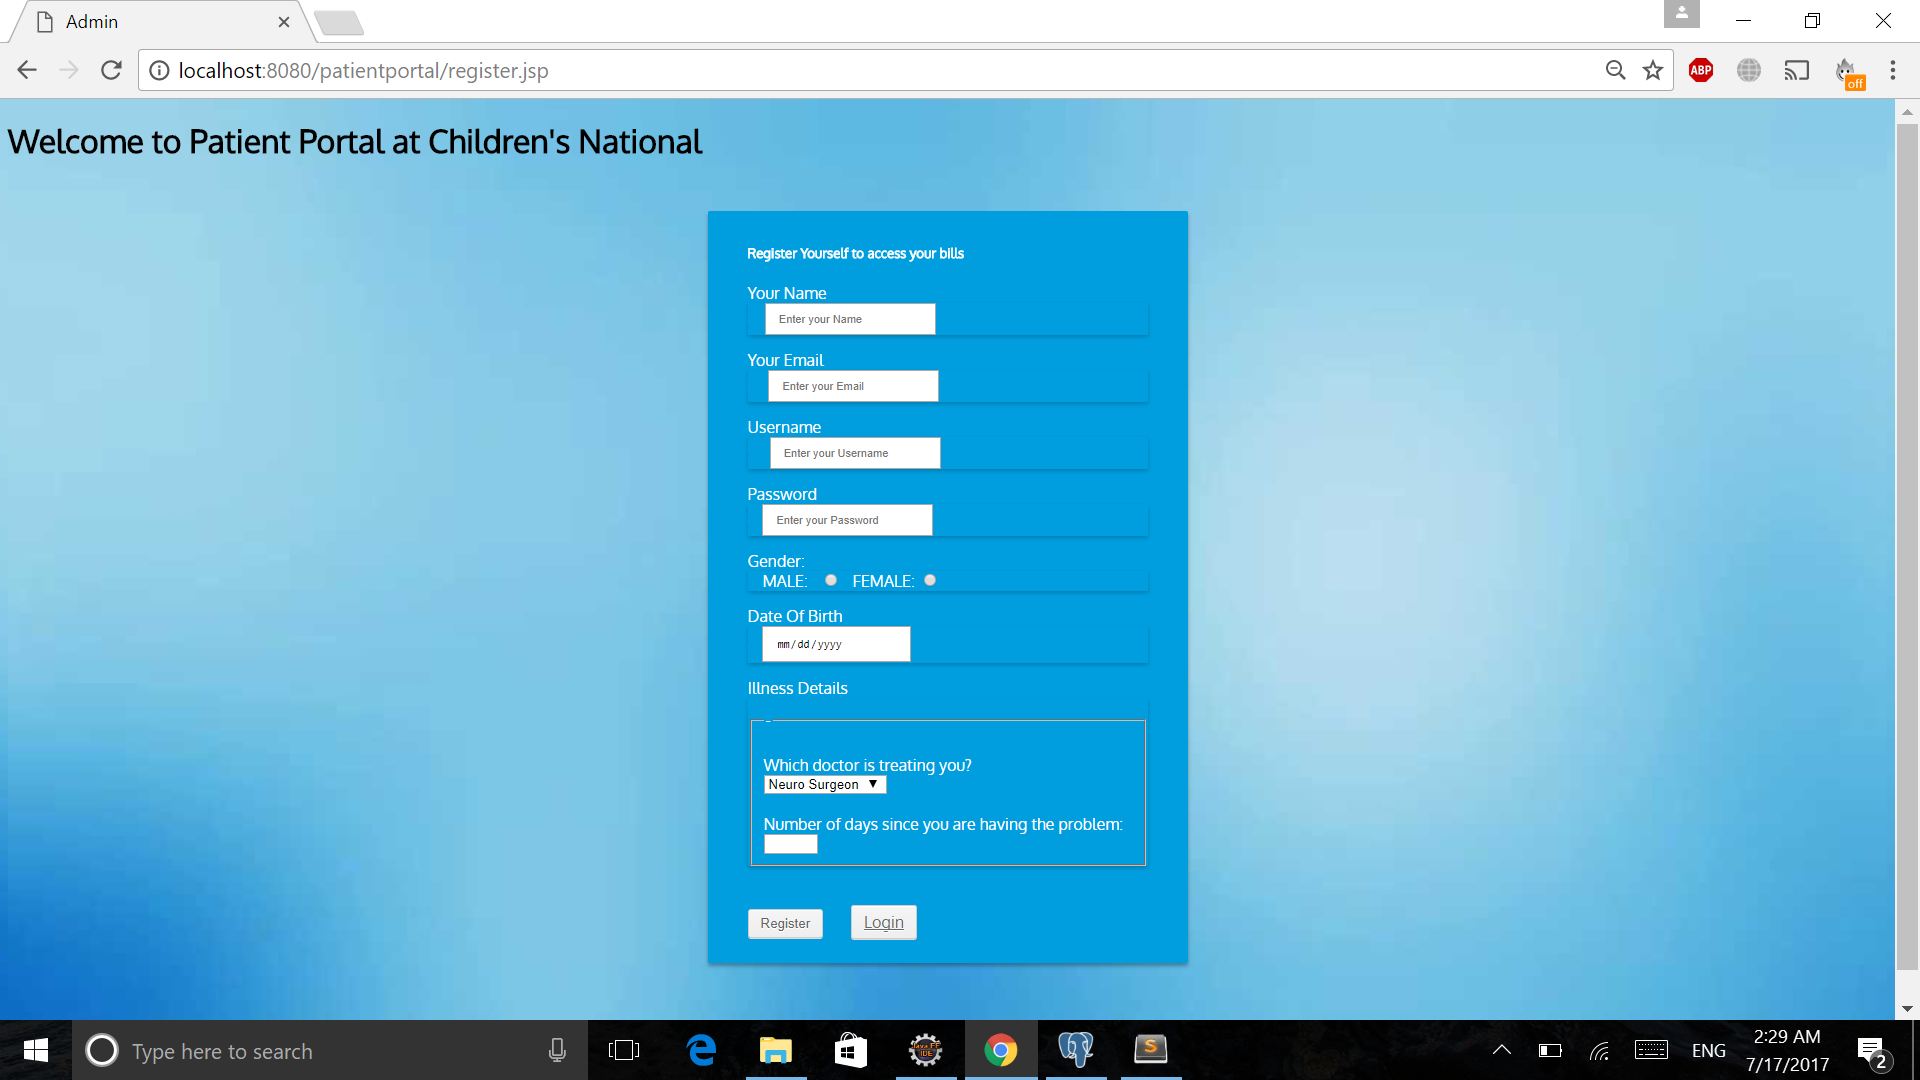 Admin
localhost:8080/patientportal/register.jsp
ABP
off
Welcome to Patient Portal at Children's National
Register Yourself to access your bills
Your Name
Enter your Name
Your Email
Enter your Email
Username
Enter your Username
Password
Enter your Password
Gender:
MALE: FEMALE:
Date Of Birth
mm/dd/yyyy
Illness Details
-
Which doctor is treating you?
Neuro Surgeon
Number of days since you are having the problem:
Register Login
Type here to search
Java EE
IDE
S
ENG
2:29 AM
7/17/2017
2